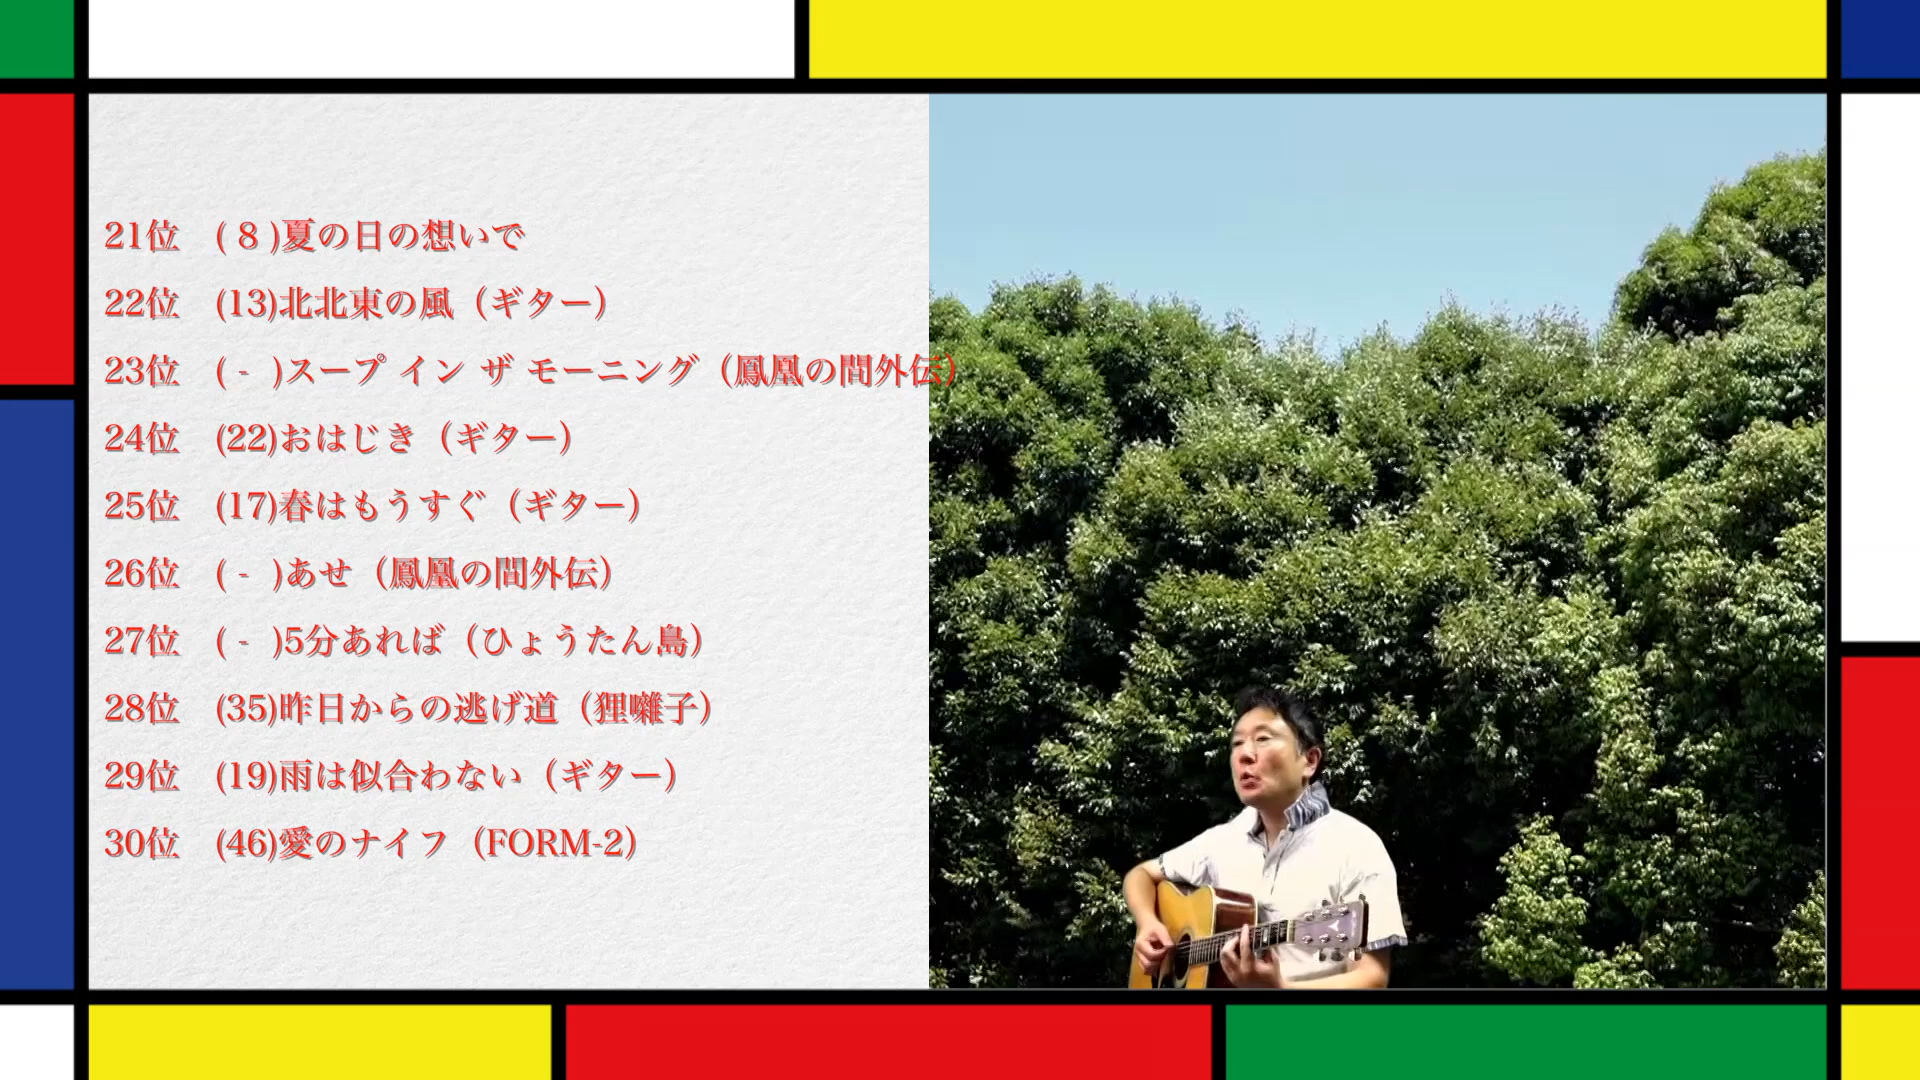 21位 ( 8 )夏の日の想いで
22位 (13)北北東の風（ギター）
23位 ( - )スープ イン ザ モーニング（鳳凰の間外伝）
24位 (22)おはじき（ギター）
25位 (17)春はもうすぐ（ギター）
26位 ( - )あせ（鳳凰の間外伝）
27位 ( - )5分あれば（ひょうたん島）
28位 (35)昨日からの逃げ道（狸囃子）
29位 (19)雨は似合わない（ギター）
30位 (46)愛のナイフ（FORM-2）